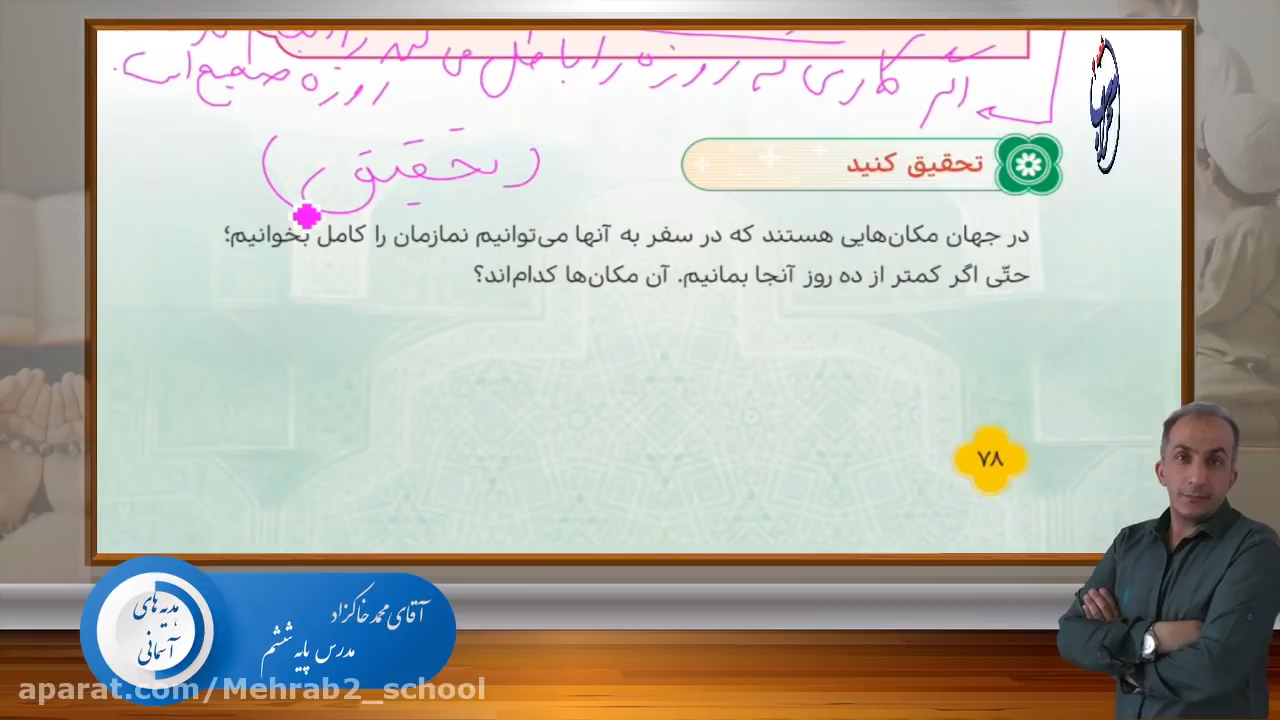 اگر کاری که روزه را باطل می کند
روزه صحیح است.
(تحقیق)
تحقیق کنید
در جهان مکان‌هایی هستند که در سفر به آنها می‌توانیم نمازمان را کامل بخوانیم؛
حتّی اگر کمتر از ده روز آنجا بمانیم. آن مکان‌ها کدام‌اند؟
۷۸
هدیه های
آسمانی
آقای محمد خاکزاد
مدرس پایه ششم
aparat.com/Mehrab2_school